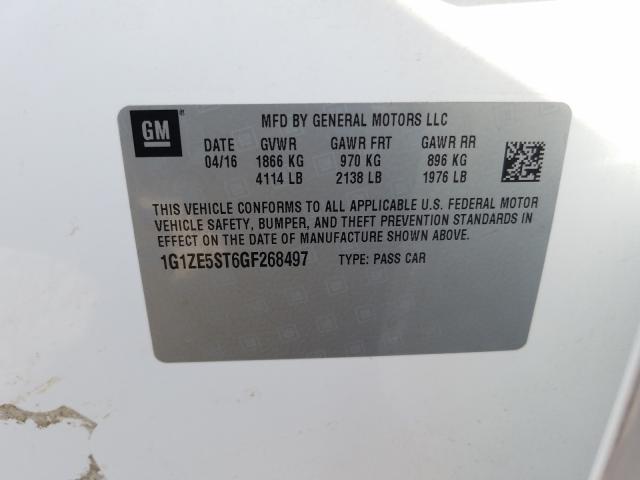 GM
MFD BY GENERAL MOTORS LLC
DATE GVWR GAWR FRT GAWR RR
04/16 1866 KG 970 KG 896 KG
4114 LB 2138 LB 1976 LB
THIS VEHICLE CONFORMS TO ALL APPLICABLE U.S. FEDERAL MOTOR
VEHICLE SAFETY, BUMPER, AND THEFT PREVENTION STANDARDS IN
EFFECT ON THE DATE OF MANUFACTURE SHOWN ABOVE.
1G1ZE5ST6GF268497 TYPE: PASS CAR